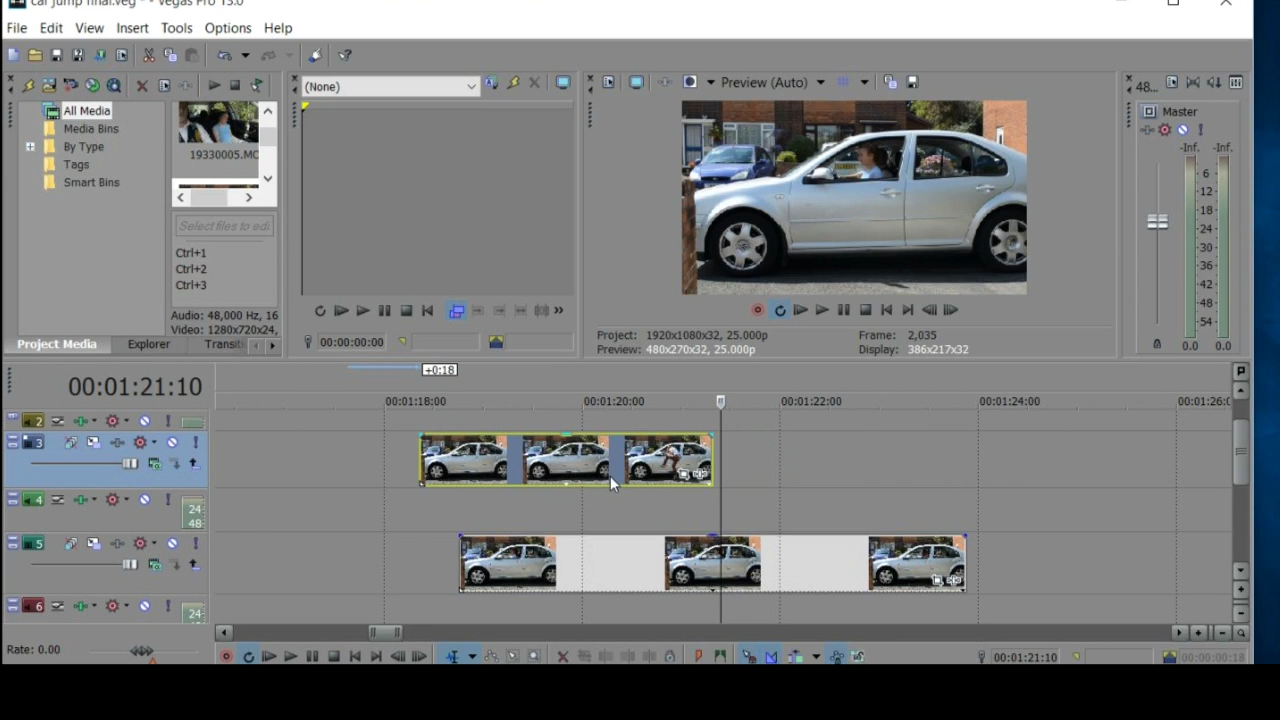 car jump final.veg * - Vegas Pro 13.0
File Edit View Insert Tools Options Help
(None)
Preview (Auto)
48...
All Media
Media Bins
By Type
Tags
Smart Bins
19330005.MO
Select files to edi
Ctrl+1
Ctrl+2
Ctrl+3
Audio: 48,000 Hz, 16
Video: 1280x720x24,
Project Media Explorer Transiti
00:00:00:00
Project: 1920x1080x32, 25.000p
Preview: 480x270x32, 25.000p
Frame: 2,035
Display: 386x217x32
Master
-Inf. -Inf.
6
12
18
24
30
36
42
48
54
0.0 0.0
00:01:21:10
+0:18
00:01:18:00 00:01:20:00 00:01:22:00 00:01:24:00 00:01:26:0
2
3
4
24
48
5
6
24
Rate: 0.00
00:01:21:10
00:00:00:18